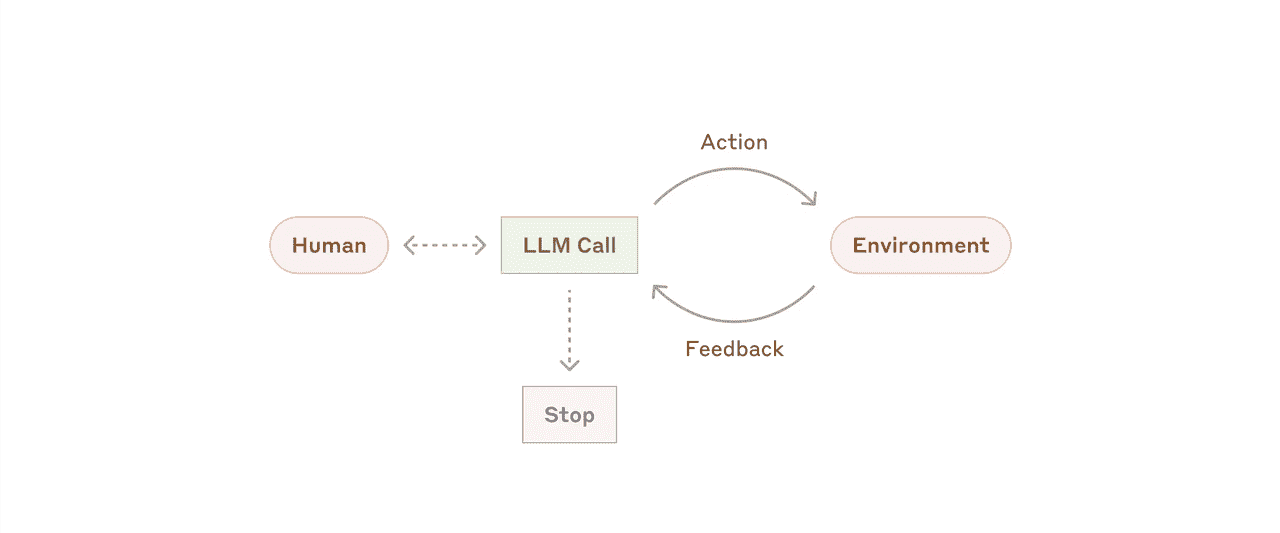 Action
Human
LLM Call
Environment
Feedback
Stop